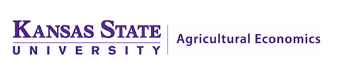 KANSAS STATE
UNIVERSITY
Agricultural Economics